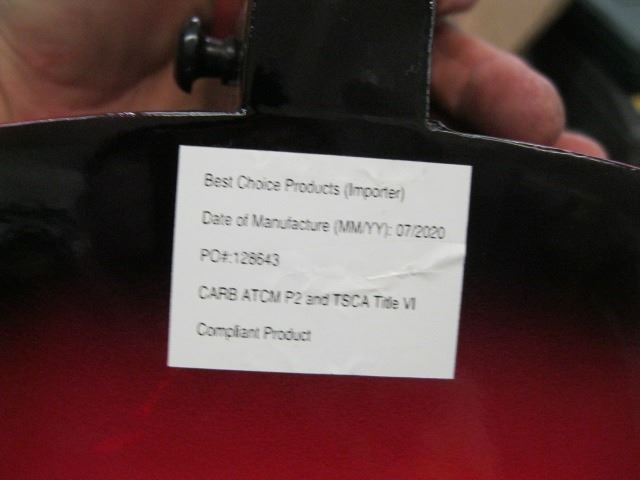 Best Choice Products (Importer)
Date of Manufacture (MM/YY): 07/2020
PO#:128643
CARB ATCM P2 and TSCA Title VI
Compliant Product